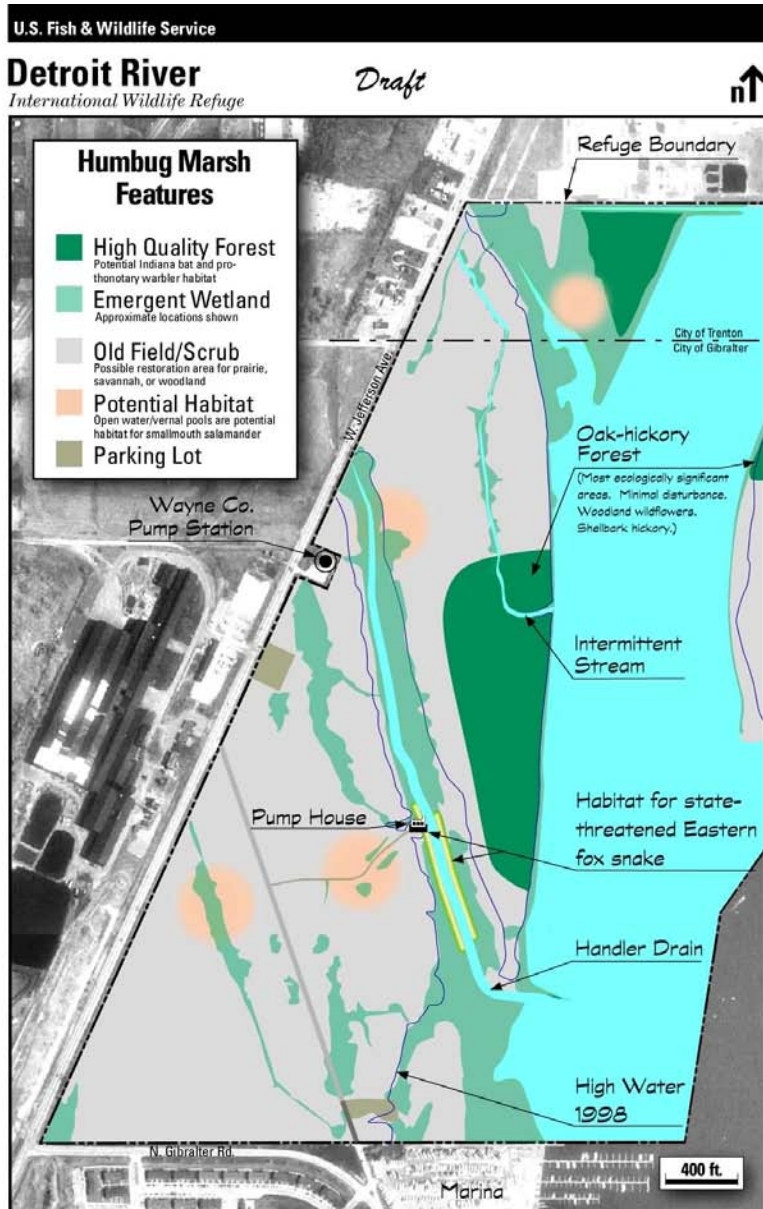 U.S. Fish & Wildlife Service
Detroit River
International Wildlife Refuge
Draft
n
Humbug Marsh
Features
High Quality Forest
Potential Indiana bat and pro-
thonotary warbler habitat
Emergent Wetland
Approximate locations shown
Old Field/Scrub
Possible restoration area for prairie,
savannah, or woodland
Potential Habitat
Open water/vernal pools are potential
habitat for smallmouth salamander
Parking Lot
Refuge Boundary
City of Trenton
City of Gibralter
W. Jefferson Ave.
Oak-hickory
Forest
(Most ecologically significant
areas. Minimal disturbance.
Woodland wildflowers.
Shellbark hickory.)
Wayne Co.
Pump Station
Intermittent
Stream
Pump House
Habitat for state-
threatened Eastern
fox snake
Handler Drain
High Water
1998
N. Gibralter Rd.
Marina
400 ft.